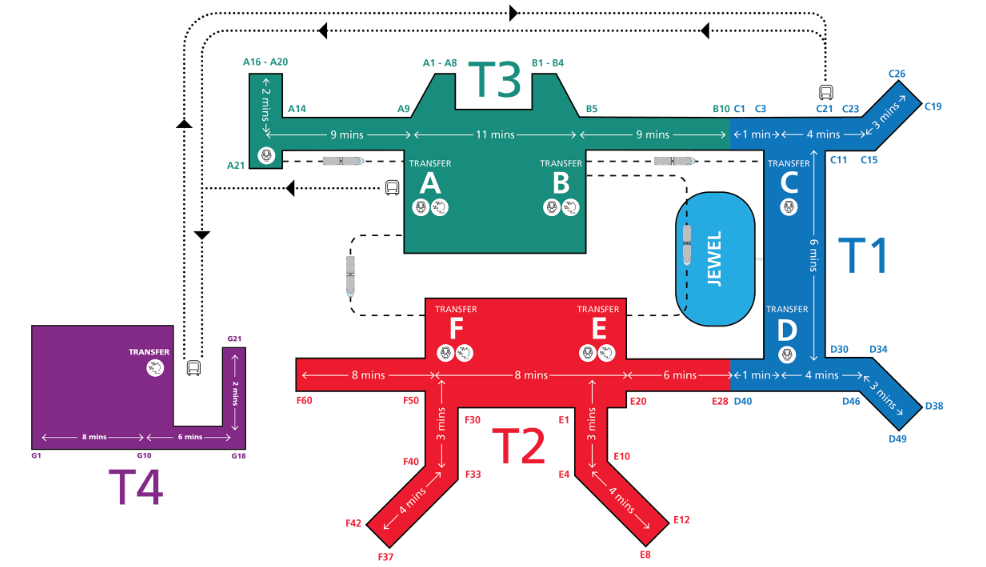 A16 - A20
A1 - A8
T3
B1 - B4
C26
C19
2 mins
A14
A9
B5
B10
C1
C3
C21
C23
3 mins
9 mins
11 mins
9 mins
1 min
4 mins
A21
C11
C15
TRANSFER
A
TRANSFER
B
TRANSFER
C
6 mins
T1
JEWEL
TRANSFER
F
TRANSFER
E
TRANSFER
D
G21
TRANSFER
2 mins
D30
D34
8 mins
8 mins
6 mins
1 min
4 mins
3 mins
F60
F50
F30
E1
E20
E28
D40
D46
D38
D49
3 mins
T2
3 mins
8 mins
6 mins
G1
G10
G18
T4
F40
F33
E4
E10
4 mins
4 mins
F42
F37
E12
E8